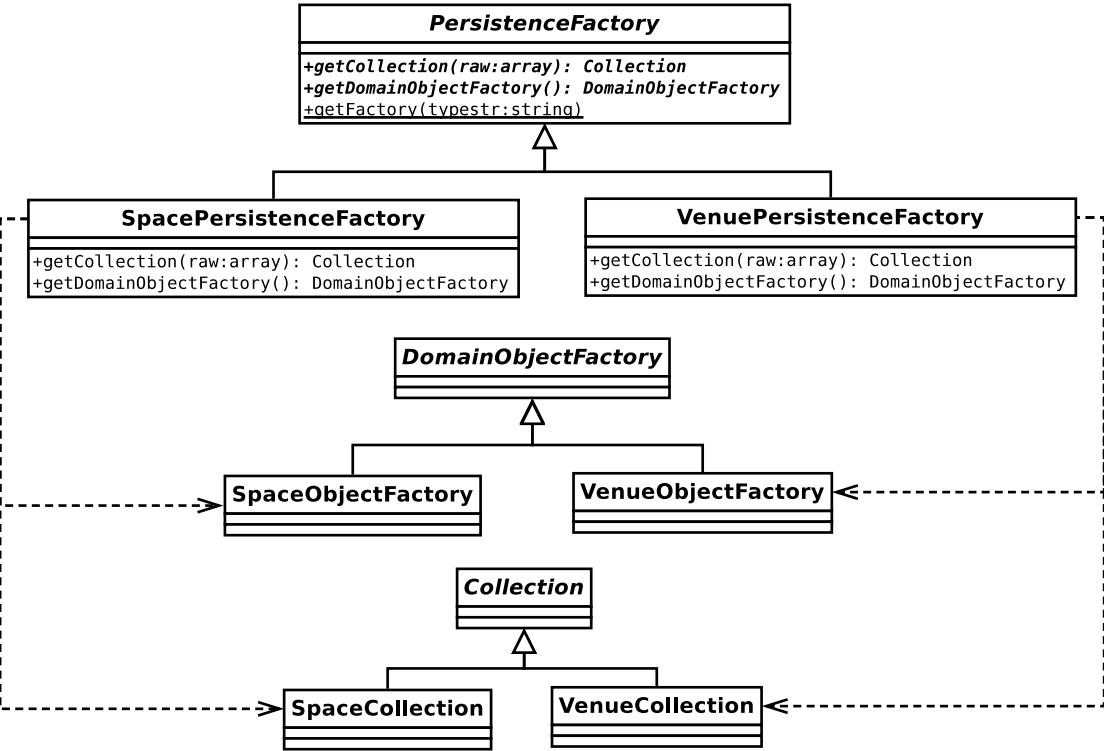 PersistenceFactory
+getCollection(raw:array): Collection
+getDomainObjectFactory(): DomainObjectFactory
+getFactory(typestr:string)
SpacePersistenceFactory
+getCollection(raw:array): Collection
+getDomainObjectFactory(): DomainObjectFactory
VenuePersistenceFactory
+getCollection(raw:array): Collection
+getDomainObjectFactory(): DomainObjectFactory
DomainObjectFactory
SpaceObjectFactory
VenueObjectFactory
Collection
SpaceCollection
VenueCollection